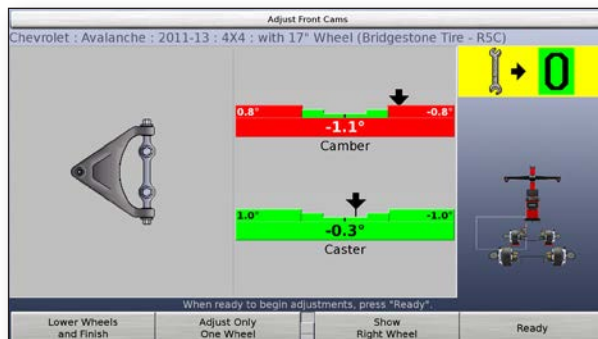 Adjust Front Cams
Chevrolet : Avalanche : 2011-13 : 4X4 : with 17" Wheel (Bridgestone Tire - R5C)
0
0.8° -0.8°
-1.1°
Camber
1.0° -1.0°
-0.3°
Caster
When ready to begin adjustments, press "Ready".
Lower Wheels
and Finish
Adjust Only
One Wheel
Show
Right Wheel
Ready